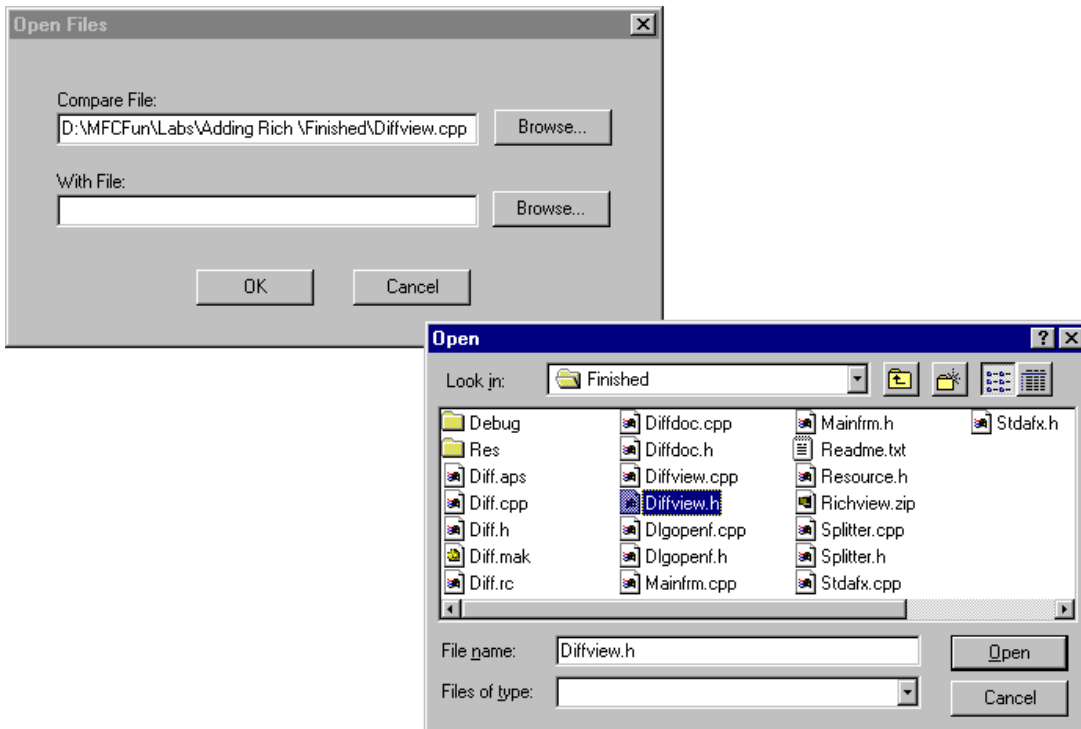 Open Files
Compare File:
D:\MFCFun\Labs\Adding Rich \Finished\Diffview.cpp
Browse...
With File:
Browse...
OK
Cancel
Open
Look in:
Finished
Debug
Res
Diff.aps
Diff.cpp
Diff.h
Diff.mak
Diff.rc
Diffdoc.cpp
Diffdoc.h
Diffview.cpp
Diffview.h
Dlgopenf.cpp
Dlgopenf.h
Mainfrm.cpp
Mainfrm.h
Readme.txt
Resource.h
Richview.zip
Splitter.cpp
Splitter.h
Stdafx.cpp
Stdafx.h
File name:
Diffview.h
Open
Files of type:
Cancel